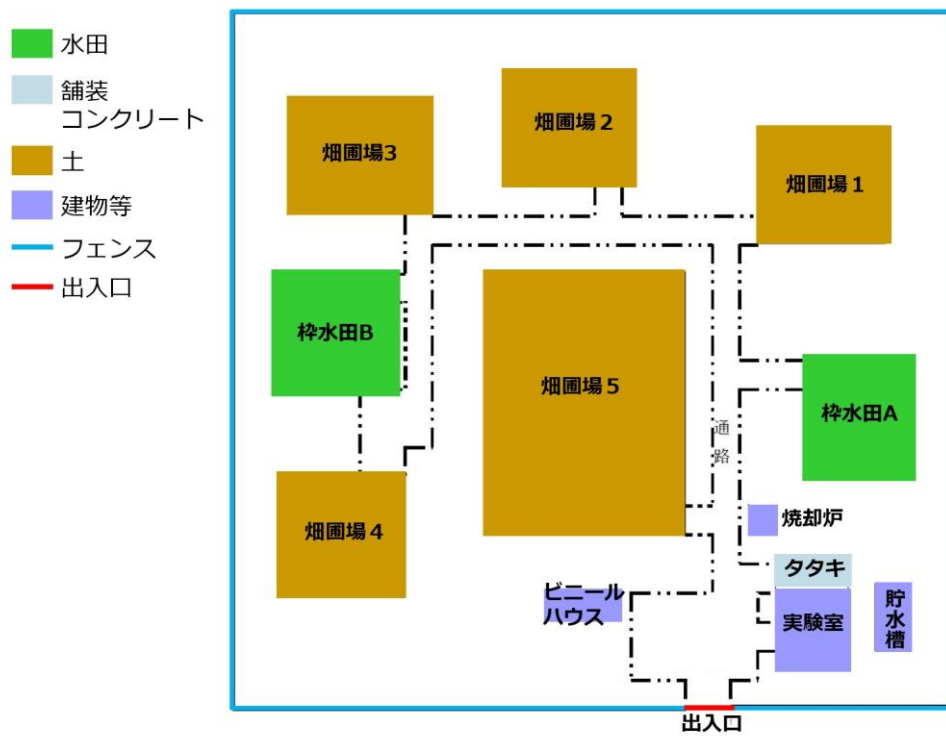 水田
舗装
コンクリート
土
建物等
フェンス
出入口
畑圃場2
畑圃場3
畑圃場1
枠水田B
畑圃場5
枠水田A
通
路
焼却炉
畑圃場4
タタキ
ビニール
ハウス
実験室
貯
水
槽
出入口